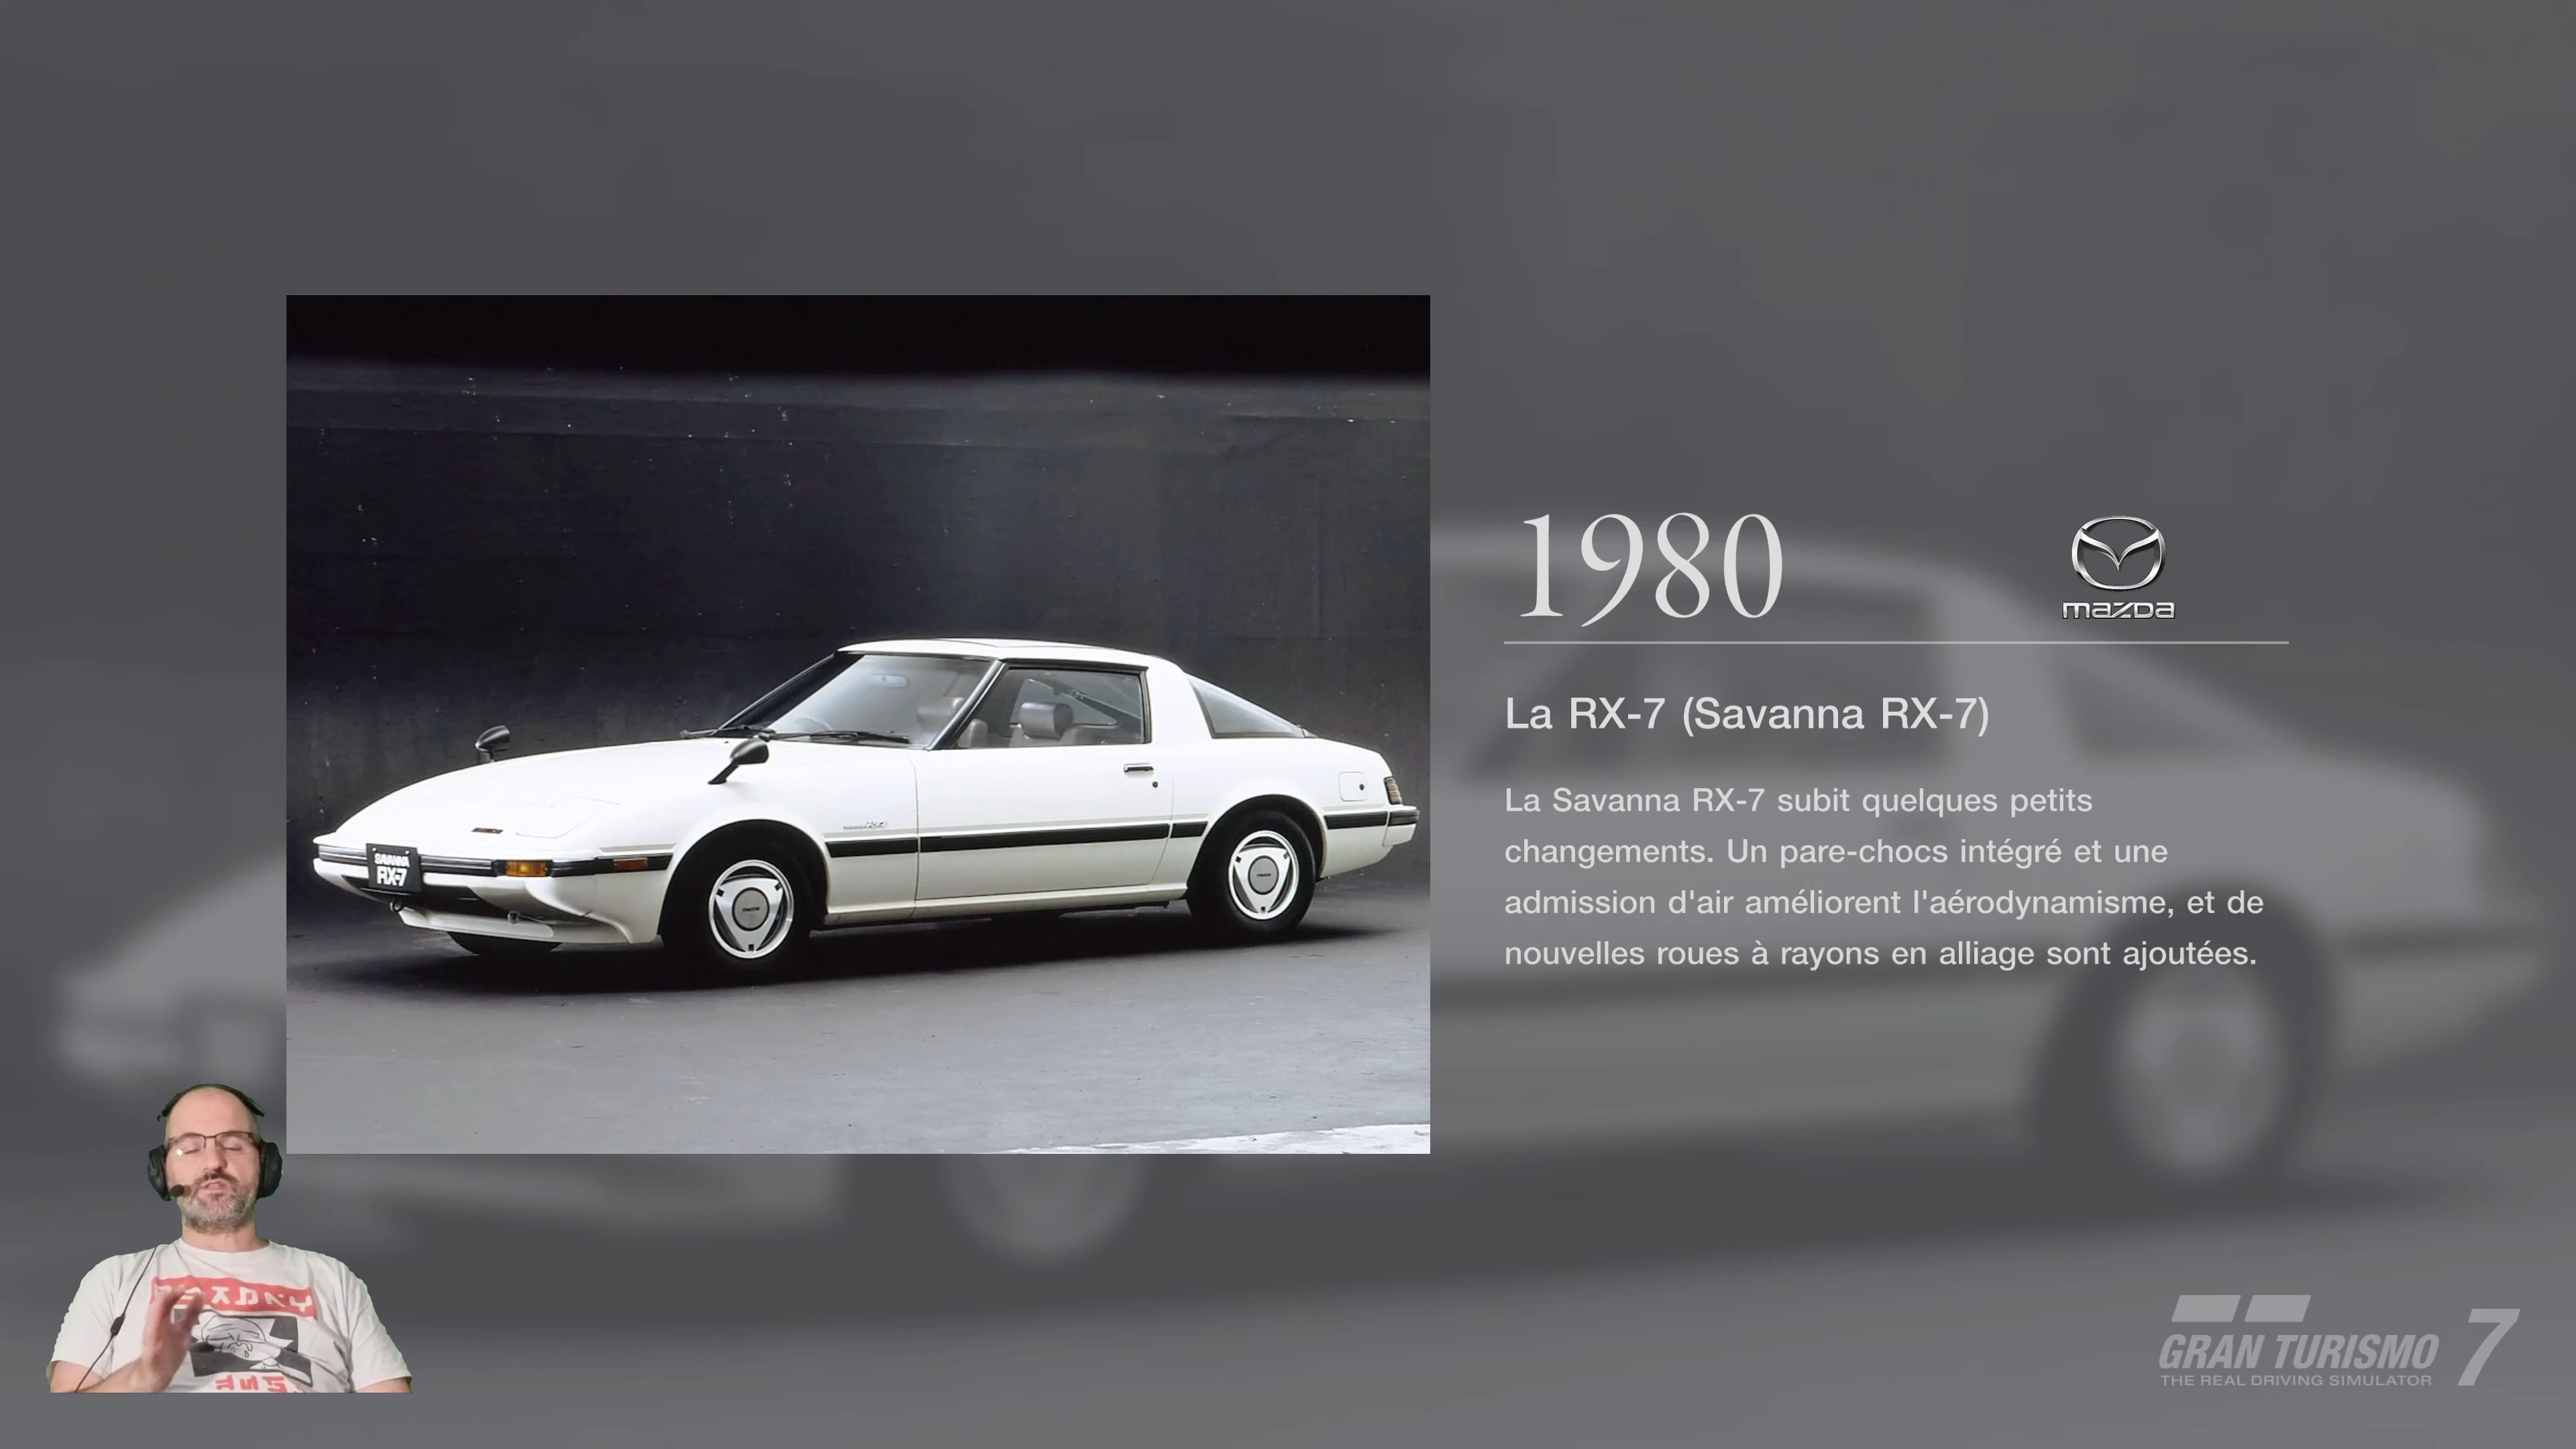 1980
mazda
La RX-7 (Savanna RX-7)
La Savanna RX-7 subit quelques petits
changements. Un pare-chocs intégré et une
admission d'air améliorent l'aérodynamisme, et de
nouvelles roues à rayons en alliage sont ajoutées.
SAVANNA
RX-7
GRAN TURISMO 7
THE REAL DRIVING SIMULATOR